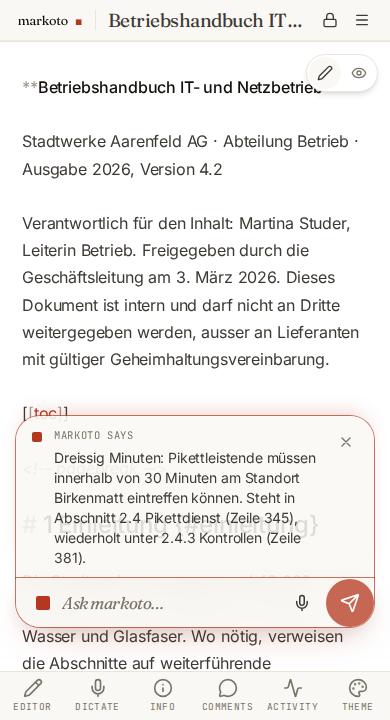 markoto
Betriebshandbuch IT...
**Betriebshandbuch IT- und Netzbetrieb
Stadtwerke Aarenfeld AG · Abteilung Betrieb ·
Ausgabe 2026, Version 4.2
Verantwortlich für den Inhalt: Martina Studer,
Leiterin Betrieb. Freigegeben durch die
Geschäftsleitung am 3. März 2026. Dieses
Dokument ist intern und darf nicht an Dritte
weitergegeben werden, ausser an Lieferanten
mit gültiger Geheimhaltungsvereinbarung.
[[toc]]
MARKOTO SAYS
Dreissig Minuten: Pikettleistende müssen
innerhalb von 30 Minuten am Standort
Birkenmatt eintreffen können. Steht in
Abschnitt 2.4 Pikettdienst (Zeile 345),
wiederholt unter 2.4.3 Kontrollen (Zeile
381).
# 1 Einleitung {#einleitung}
Ask markoto...
Wasser und Glasfaser. Wo nötig, verweisen
die Abschnitte auf weiterführende
EDITOR
DICTATE
INFO
COMMENTS
ACTIVITY
THEME